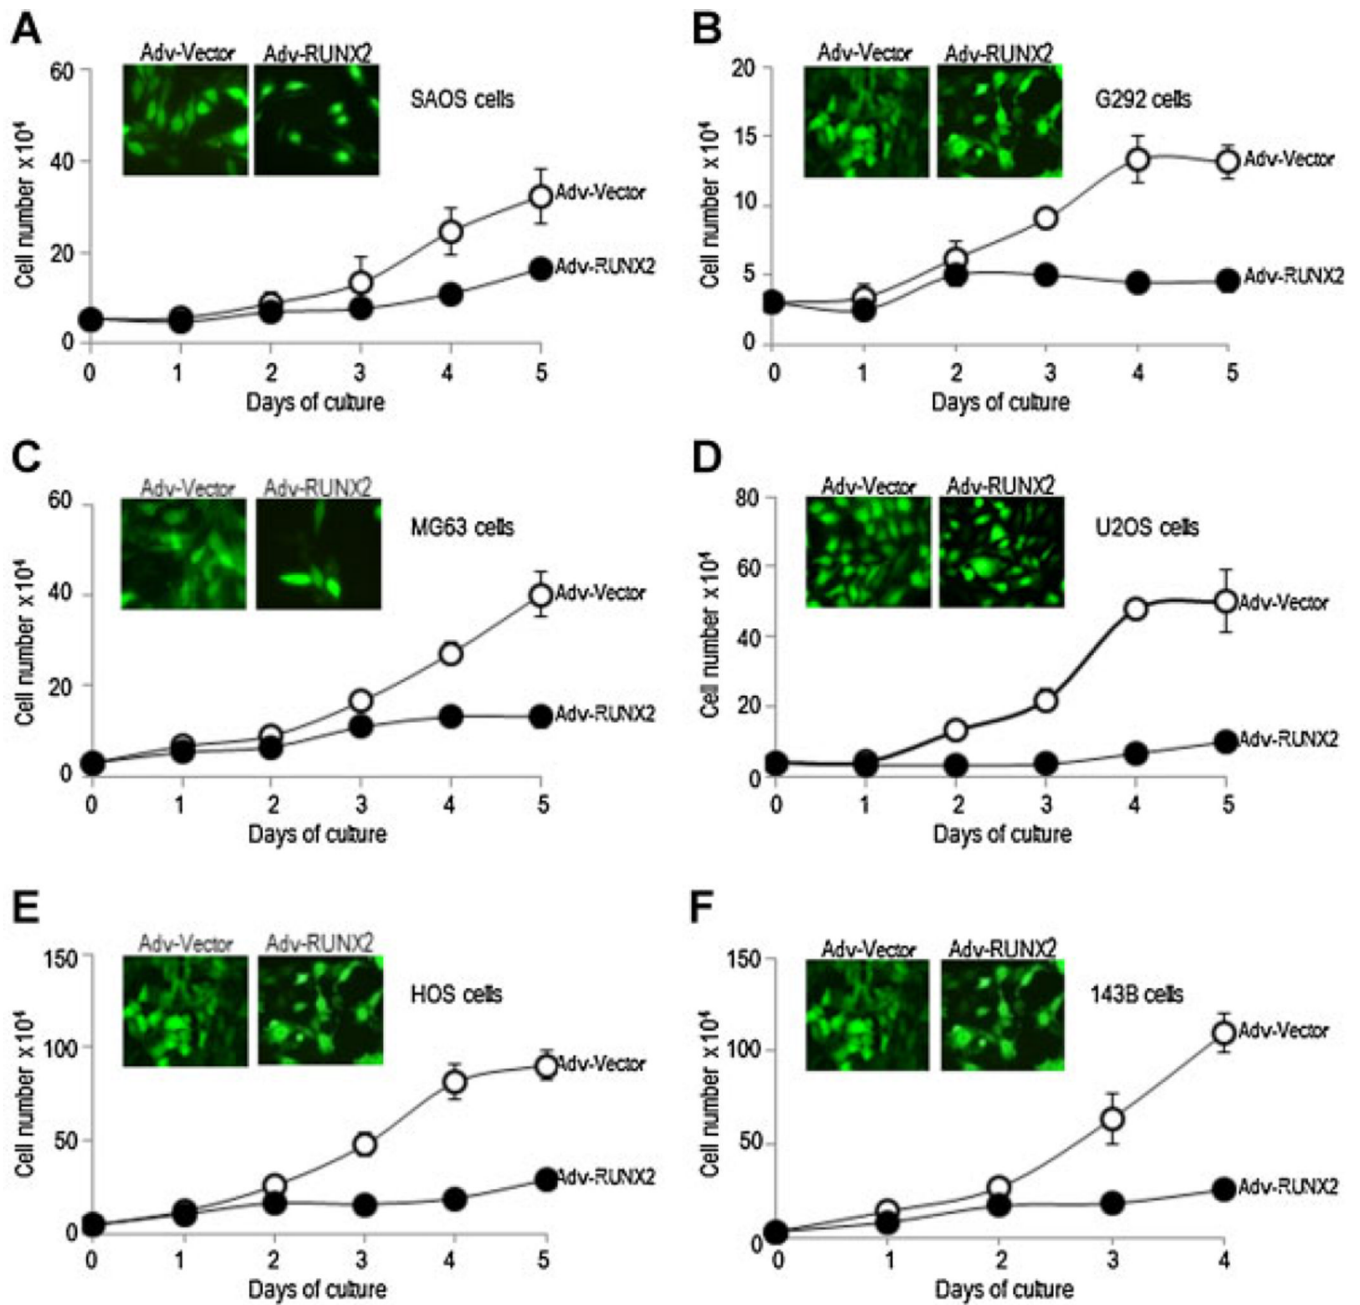 A
Adv-Vector Adv-RUNX2
SAOS cells
60
40
20
0
Cell number x10⁴
Adv-Vector
Adv-RUNX2
0 1 2 3 4 5
Days of culture
B
Adv-Vector Adv-RUNX2
G292 cells
20
15
10
5
0
Cell number x10⁴
Adv-Vector
Adv-RUNX2
0 1 2 3 4 5
Days of culture
C
Adv-Vector Adv-RUNX2
MG63 cells
60
40
20
0
Cell number x10⁴
Adv-Vector
Adv-RUNX2
0 1 2 3 4 5
Days of culture
D
Adv-Vector Adv-RUNX2
U2OS cells
80
60
40
20
0
Cell number x10⁴
Adv-Vector
Adv-RUNX2
0 1 2 3 4 5
Days of culture
E
Adv-Vector Adv-RUNX2
HOS cells
150
100
50
0
Cell number x10⁴
Adv-Vector
Adv-RUNX2
0 1 2 3 4 5
Days of culture
F
Adv-Vector Adv-RUNX2
143B cells
150
100
50
0
Cell number x10⁴
Adv-Vector
Adv-RUNX2
0 1 2 3 4
Days of culture